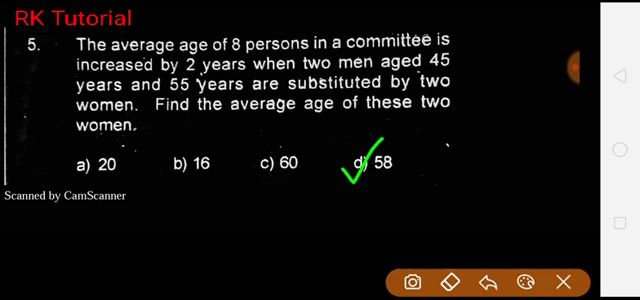 RK Tutorial
5. The average age of 8 persons in a committee is
increased by 2 years when two men aged 45
years and 55 years are substituted by two
women. Find the average age of these two
women.
a) 20 b) 16 c) 60 d) 58
Scanned by CamScanner